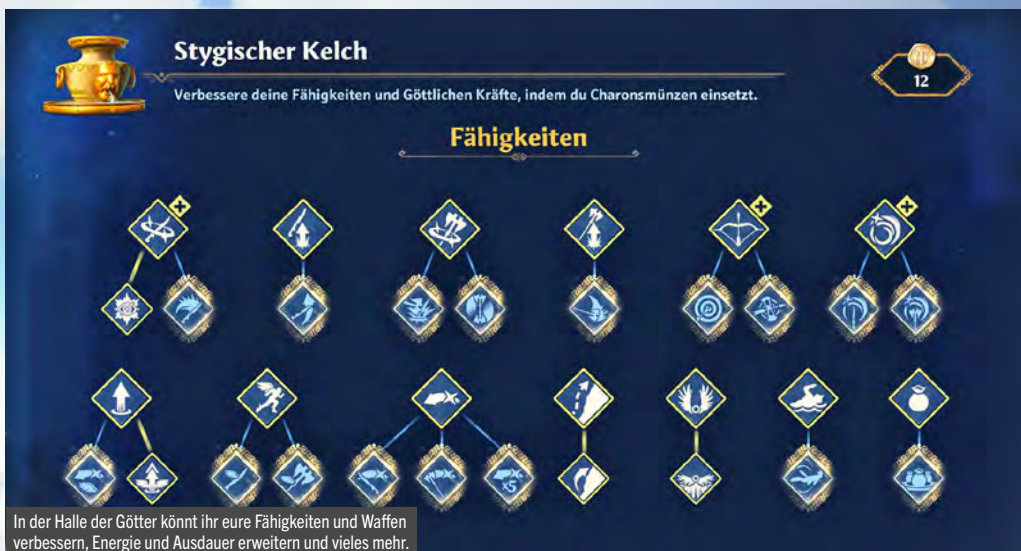 Stygischer Kelch
12
Verbessere deine Fähigkeiten und Göttlichen Kräfte, indem du Charonsmünzen einsetzt.
Fähigkeiten
x5
In der Halle der Götter könnt ihr eure Fähigkeiten und Waffen
verbessern, Energie und Ausdauer erweitern und vieles mehr.